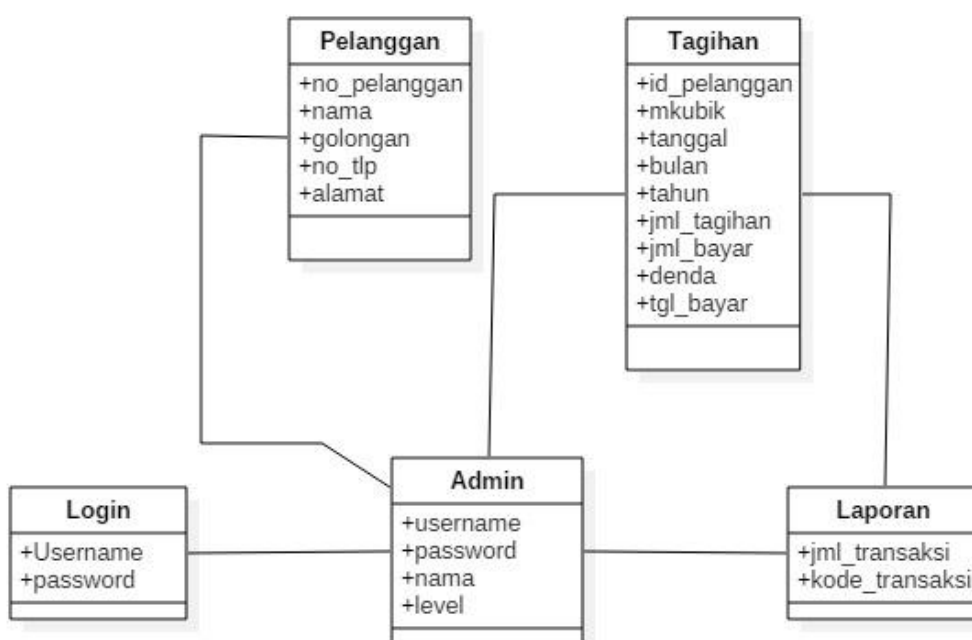 Pelanggan
+no_pelanggan
+nama
+golongan
+no_tlp
+alamat
Tagihan
+id_pelanggan
+mkubik
+tanggal
+bulan
+tahun
+jml_tagihan
+jml_bayar
+denda
+tgl_bayar
Login
+Username
+password
Admin
+username
+password
+nama
+level
Laporan
+jml_transaksi
+kode_transaksi